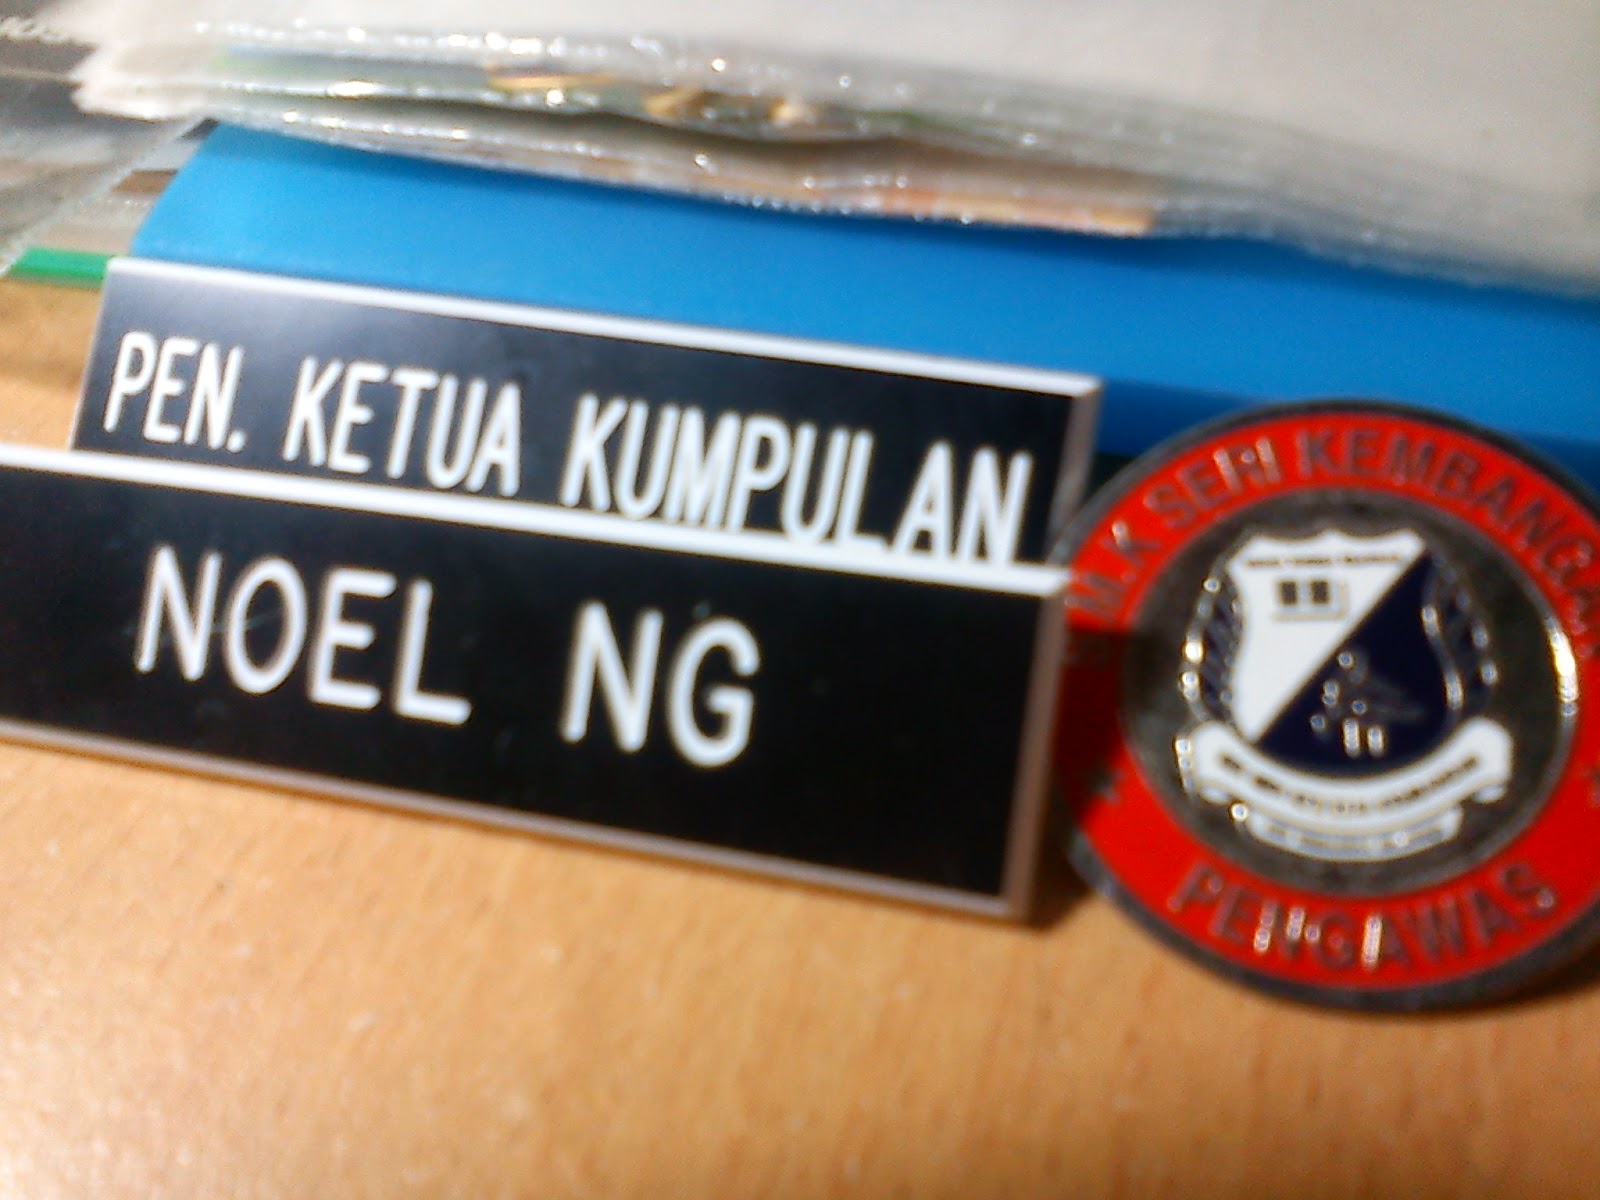 PEN. KETUA KUMPULAN
NOEL NG
M.K SERI KEMBANGAN
PENGAWAS